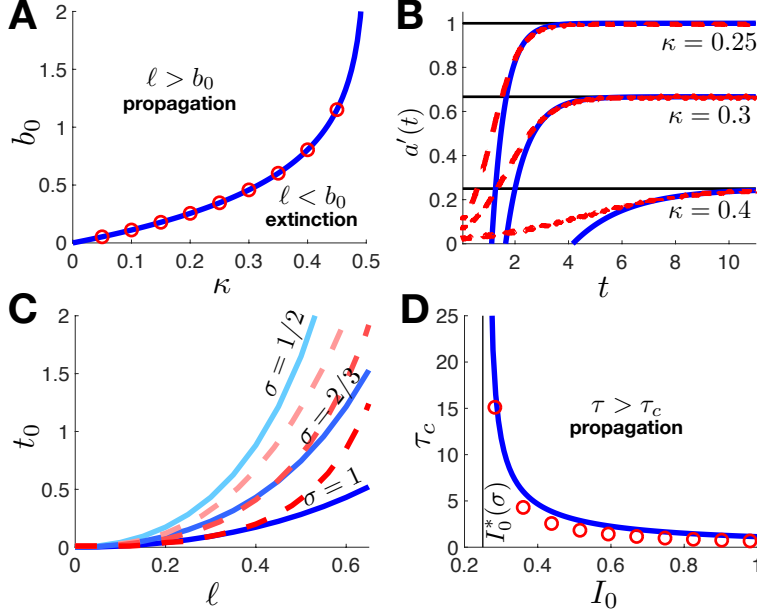 A
2
1.5
1
0.5
0
b₀
ℓ > b₀
propagation
ℓ < b₀
extinction
0 0.1 0.2 0.3 0.4 0.5
κ
B
1
0.8
0.6
0.4
0.2
0
a′(t)
κ = 0.25
κ = 0.3
κ = 0.4
2 4 6 8 10
t
C
2
1.5
1
0.5
0
t₀
σ = 1/2
σ = 2/3
σ = 1
0 0.2 0.4 0.6
ℓ
D
25
20
15
10
5
0
τ_c
τ > τ_c
propagation
I₀*(σ)
0.2 0.4 0.6 0.8 1
I₀